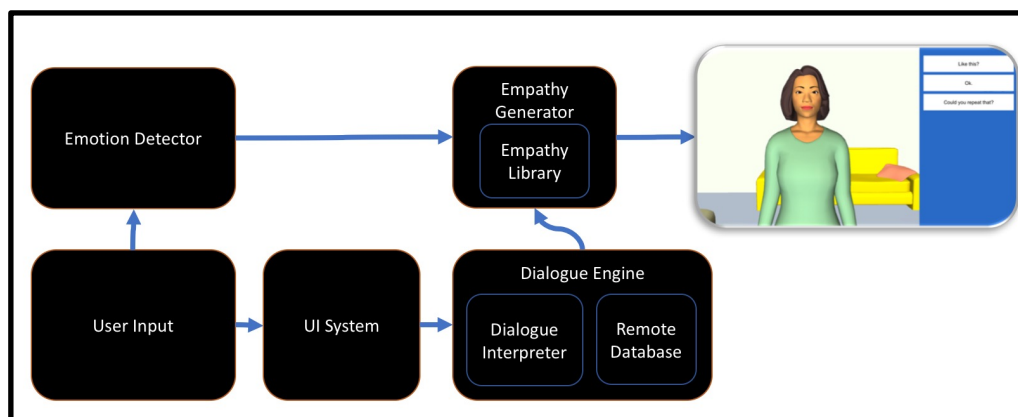 Emotion Detector
Empathy
Generator
Empathy
Library
Like this?
Ok.
Could you repeat that?
User Input
UI System
Dialogue Engine
Dialogue
Interpreter
Remote
Database